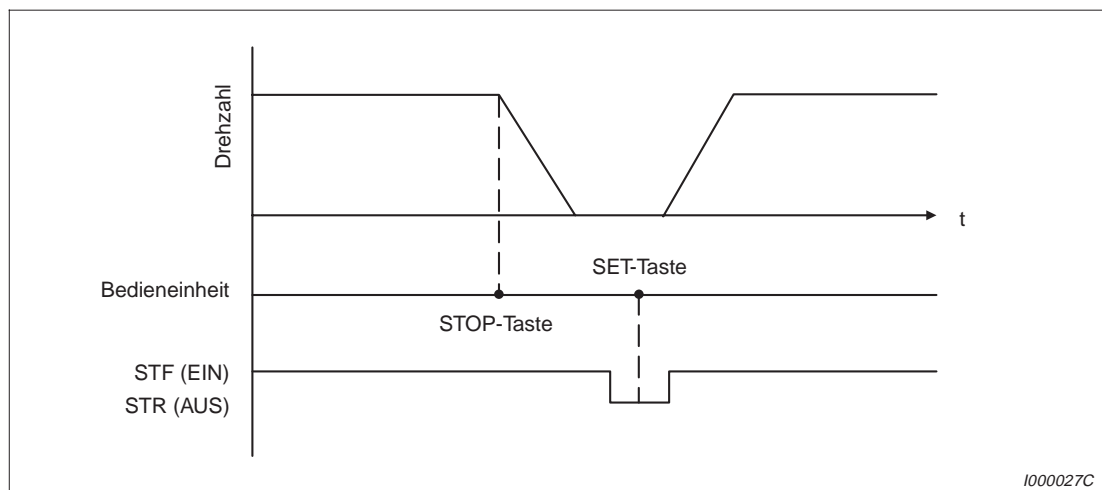 Drehzahl
t
SET-Taste
Bedieneinheit
STOP-Taste
STF (EIN)
STR (AUS)
I000027C